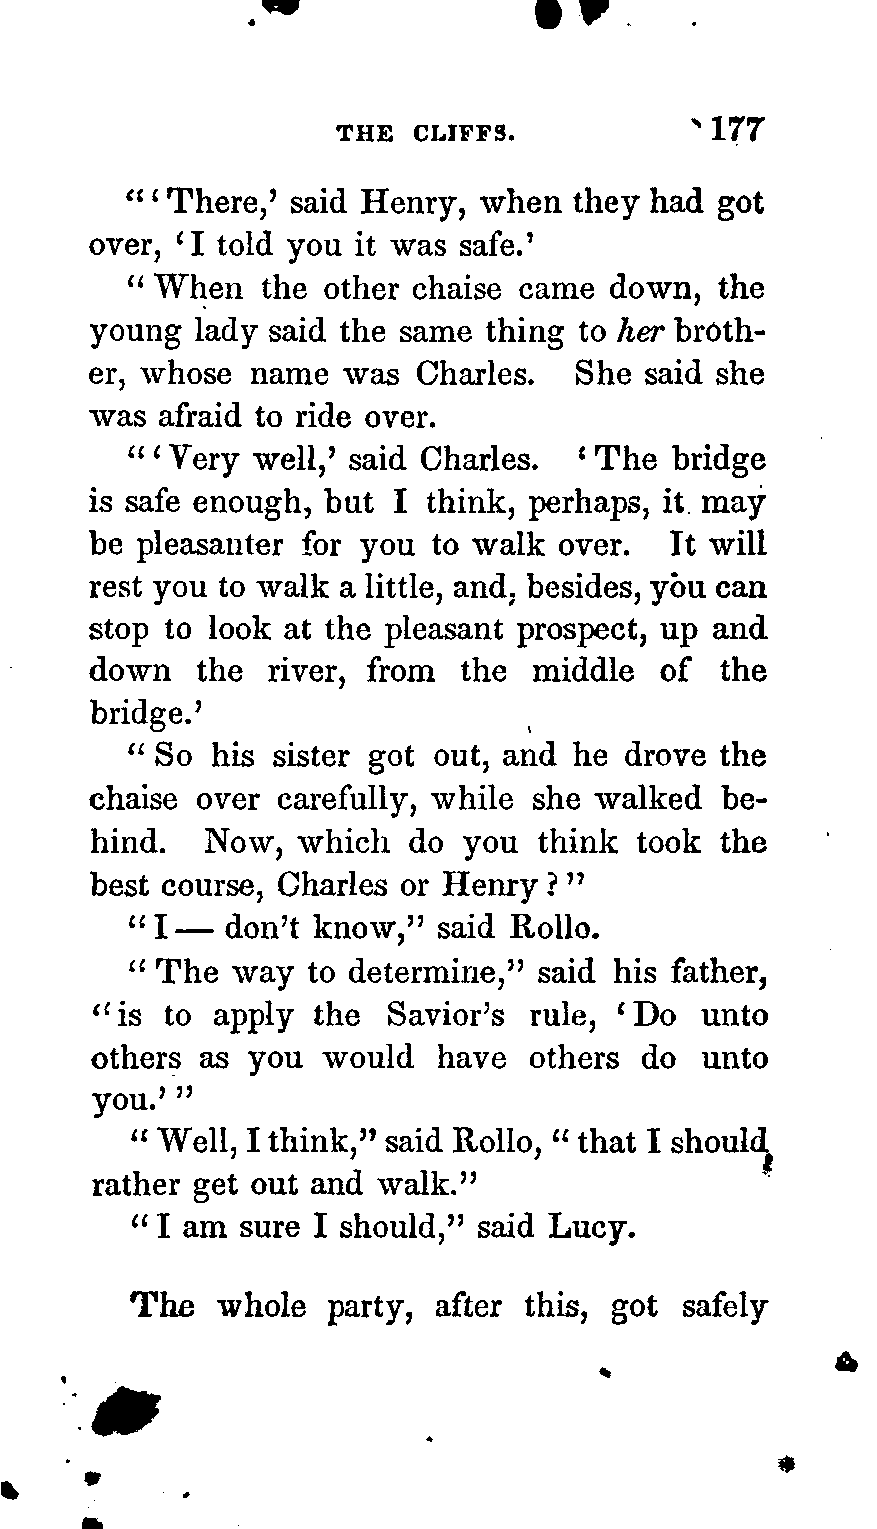 THE CLIFFS. 177
"'There,' said Henry, when they had got
over, 'I told you it was safe.'
"When the other chaise came down, the
young lady said the same thing to her broth-
er, whose name was Charles. She said she
was afraid to ride over.
"'Very well,' said Charles. 'The bridge
is safe enough, but I think, perhaps, it may
be pleasanter for you to walk over. It will
rest you to walk a little, and, besides, you can
stop to look at the pleasant prospect, up and
down the river, from the middle of the
bridge.'
"So his sister got out, and he drove the
chaise over carefully, while she walked be-
hind. Now, which do you think took the
best course, Charles or Henry?"
"I— don't know," said Rollo.
"The way to determine," said his father,
"is to apply the Savior's rule, 'Do unto
others as you would have others do unto
you.'"
"Well, I think," said Rollo, "that I should
rather get out and walk."
"I am sure I should," said Lucy.
The whole party, after this, got safely